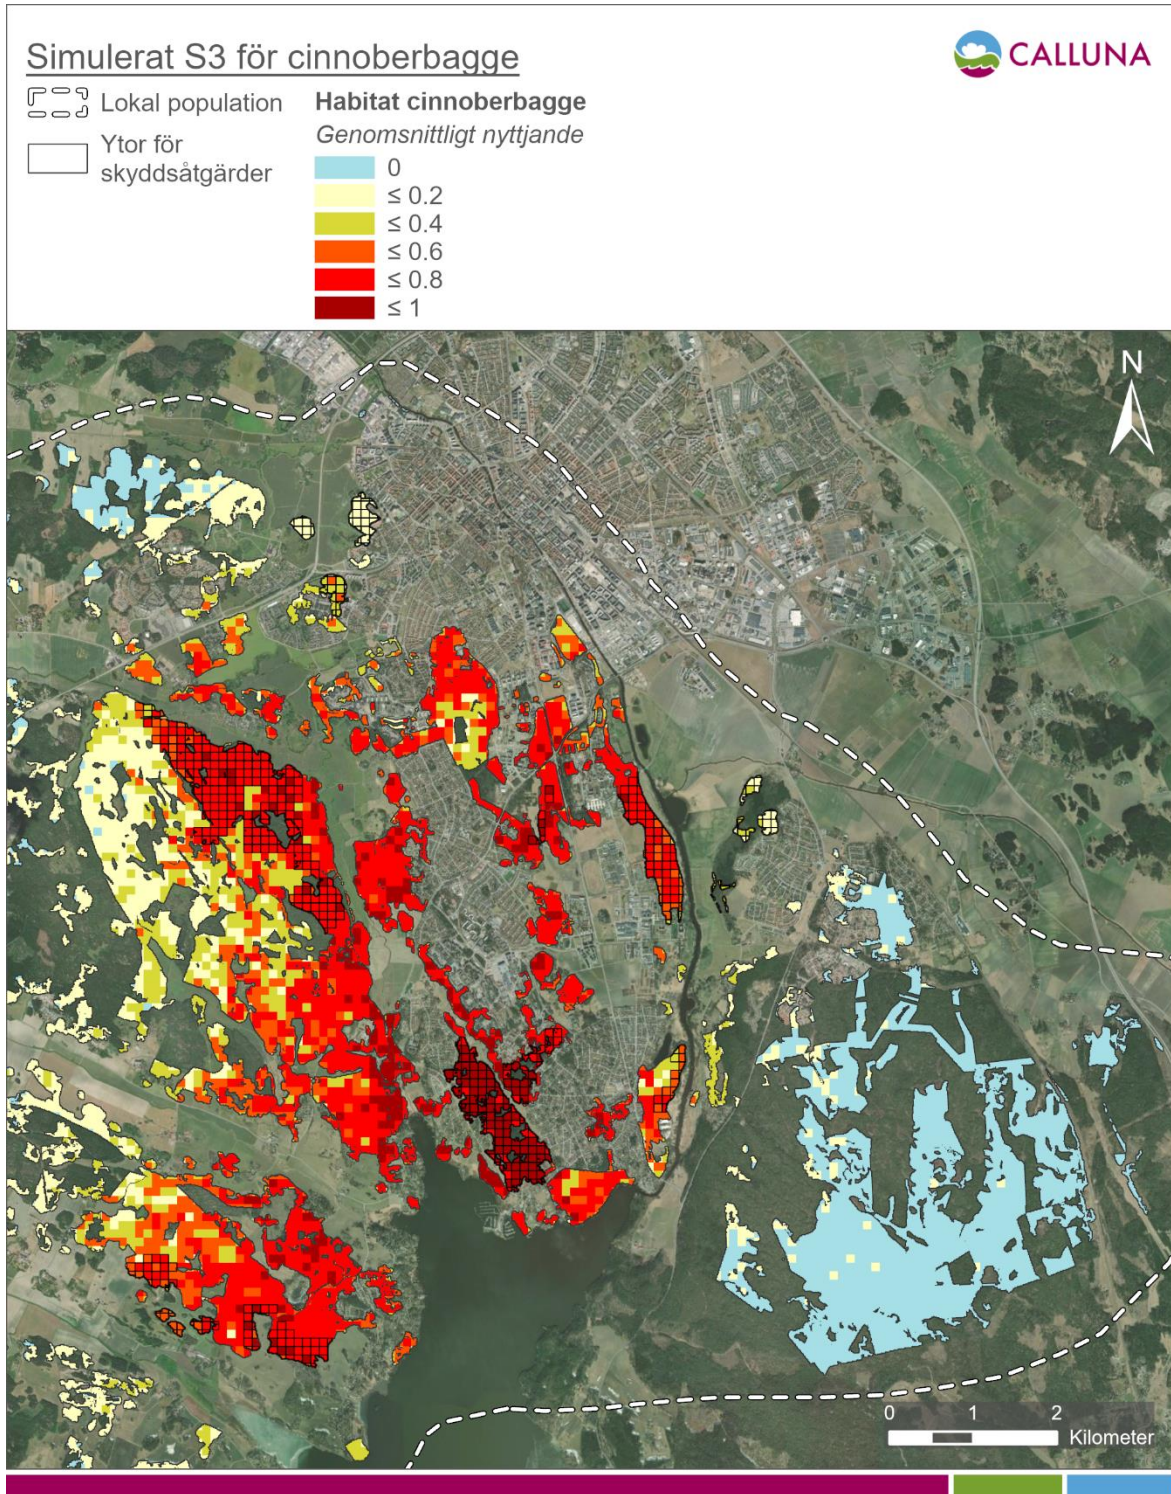 Simulerat S3 för cinnoberbagge
CALLUNA
Lokal population
Ytor för
skyddsåtgärder
Habitat cinnoberbagge
Genomsnittligt nyttjande
0
≤ 0.2
≤ 0.4
≤ 0.6
≤ 0.8
≤ 1
N
0 1 2
Kilometer